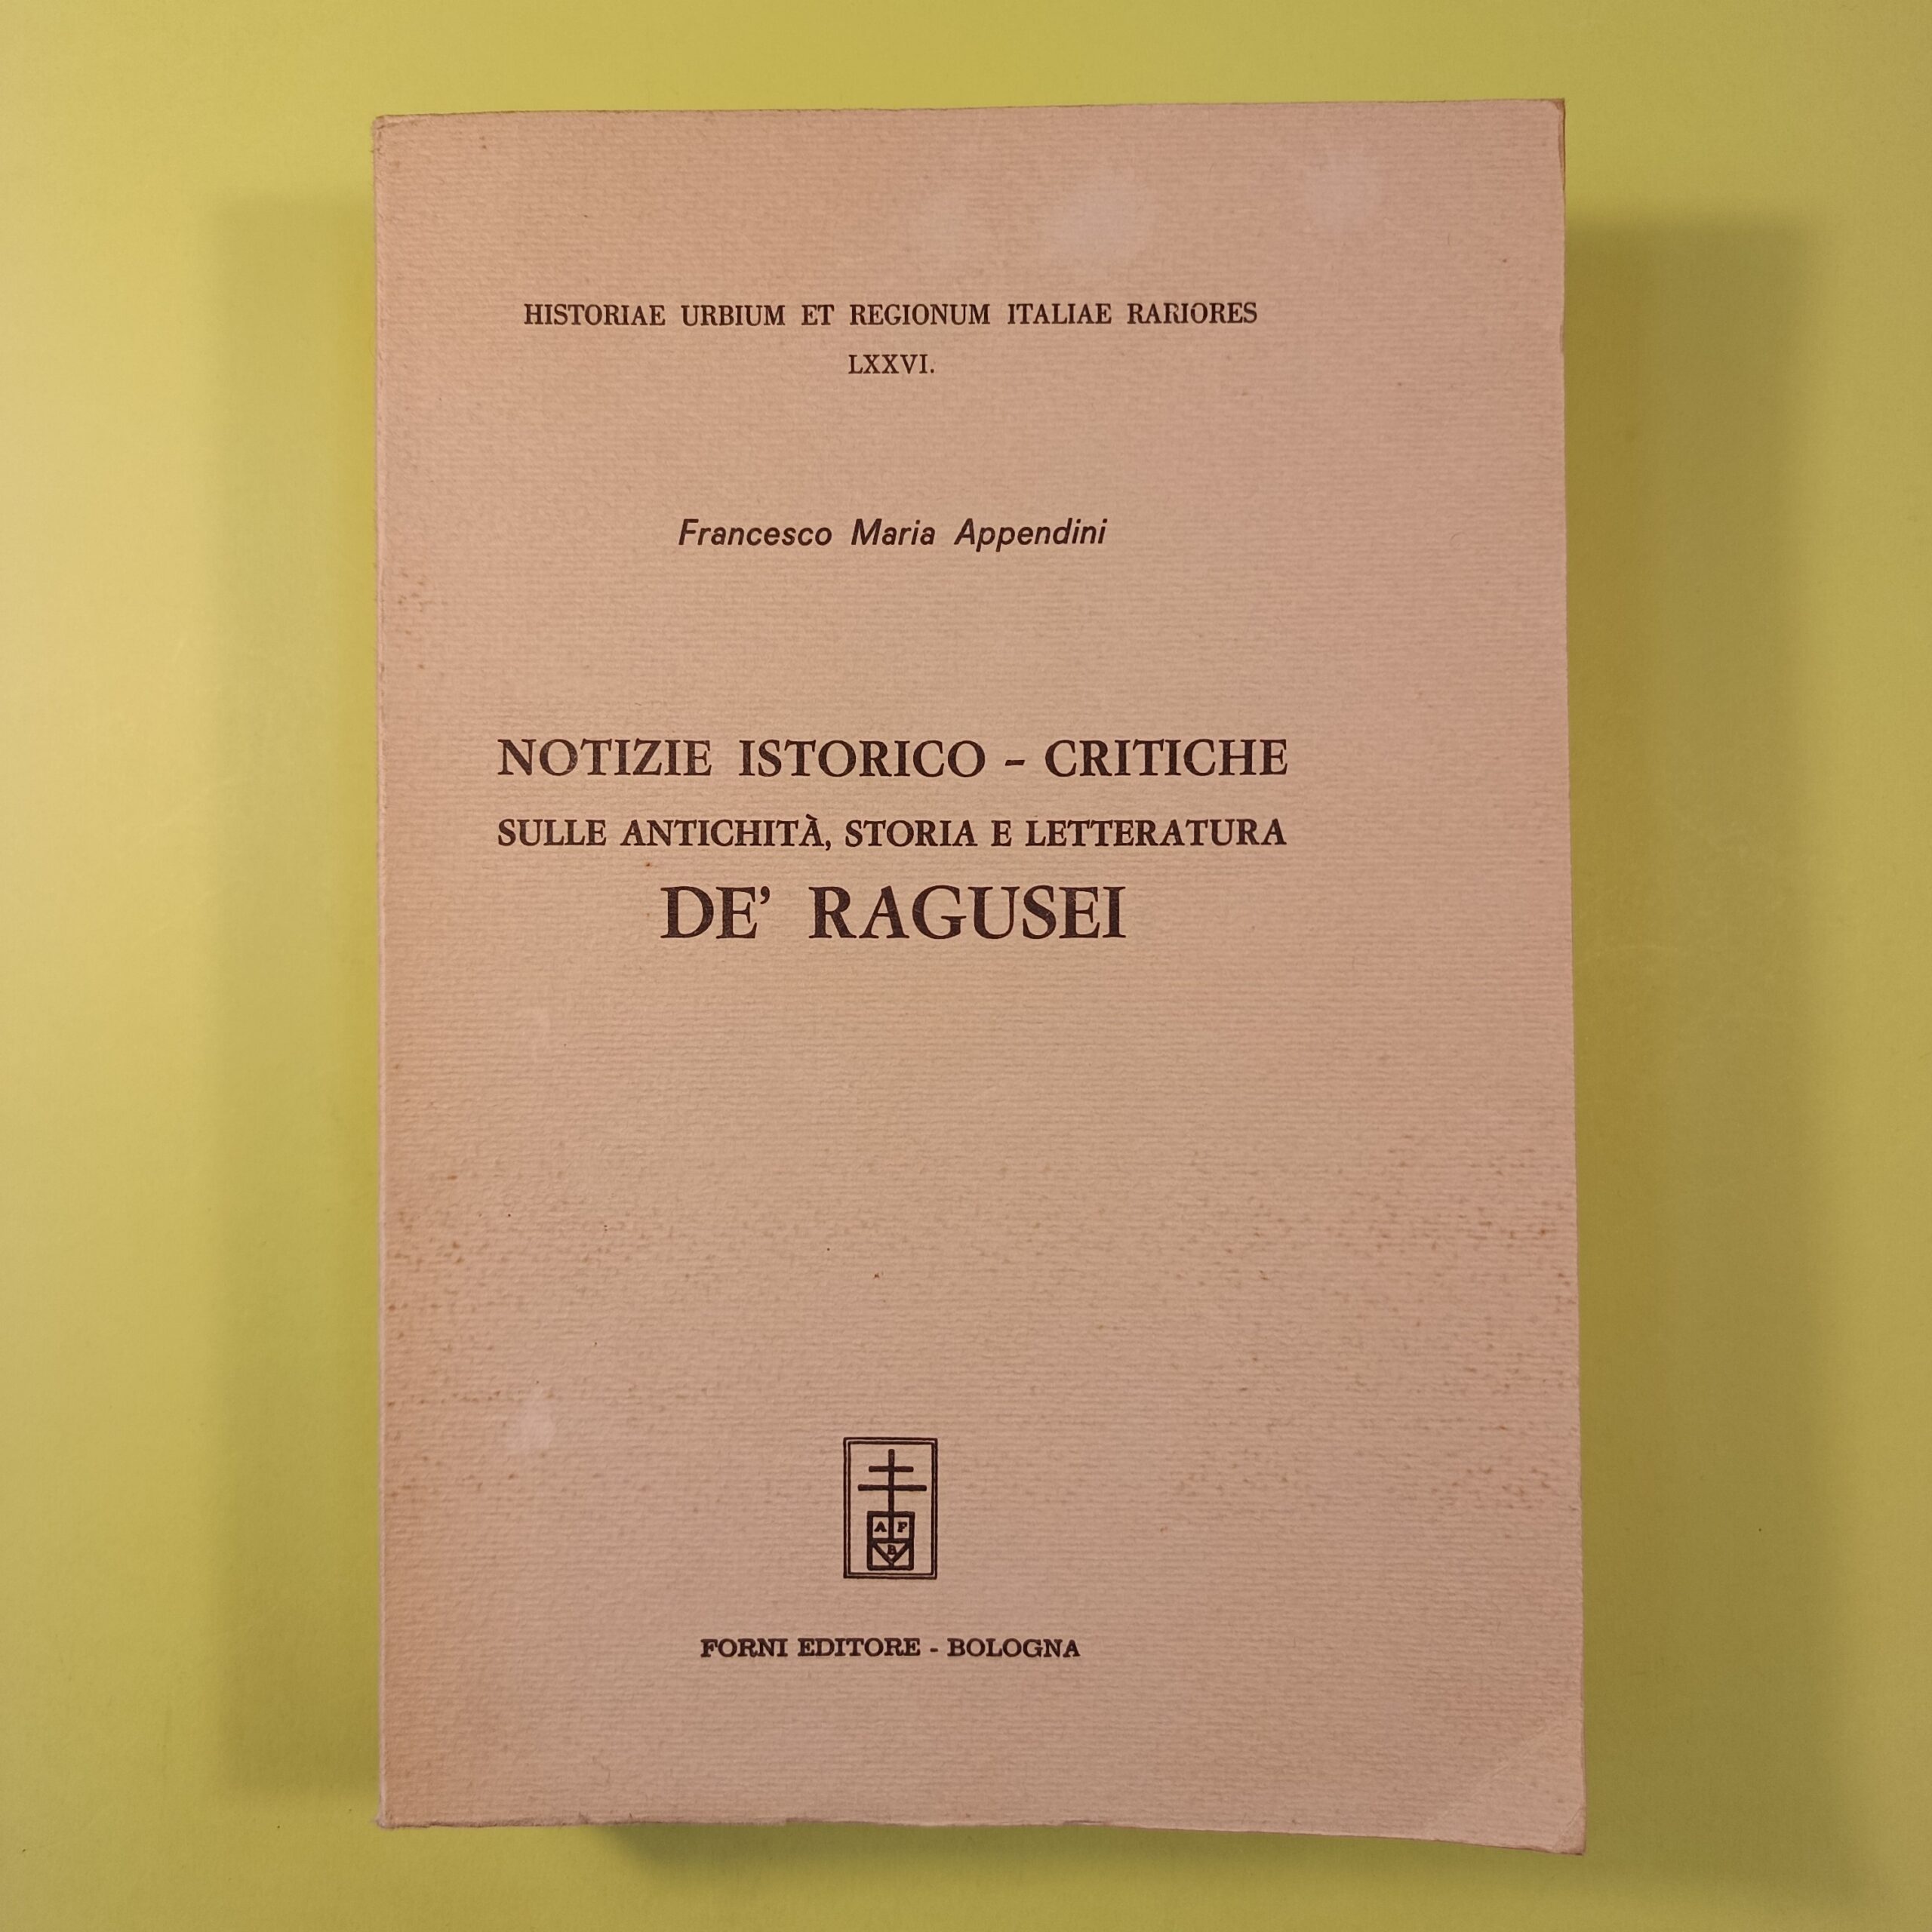 HISTORIAE URBIUM ET REGIONUM ITALIAE RARIORES
LXXVI.
Francesco Maria Appendini
NOTIZIE ISTORICO - CRITICHE
SULLE ANTICHITÀ, STORIA E LETTERATURA
DE' RAGUSEI
A F
B
FORNI EDITORE - BOLOGNA